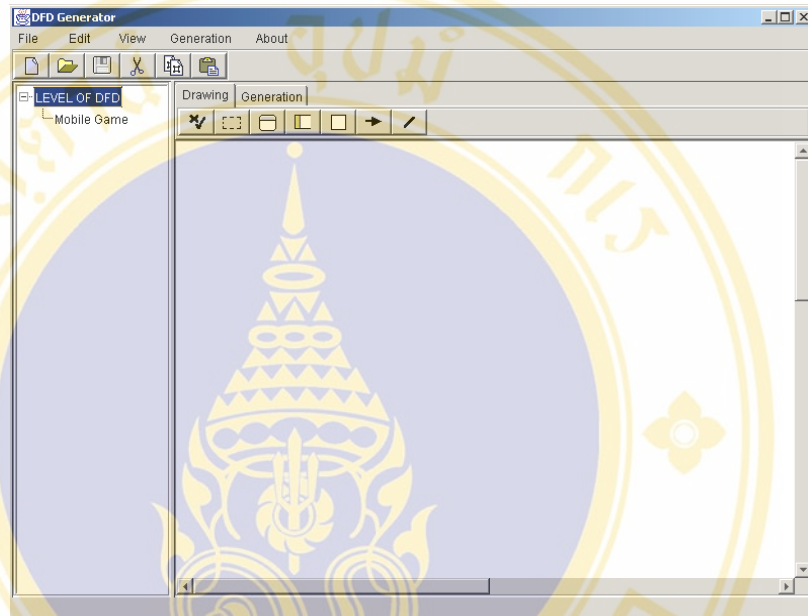 DFD Generator
File Edit View Generation About
LEVEL OF DFD
Mobile Game
Drawing Generation